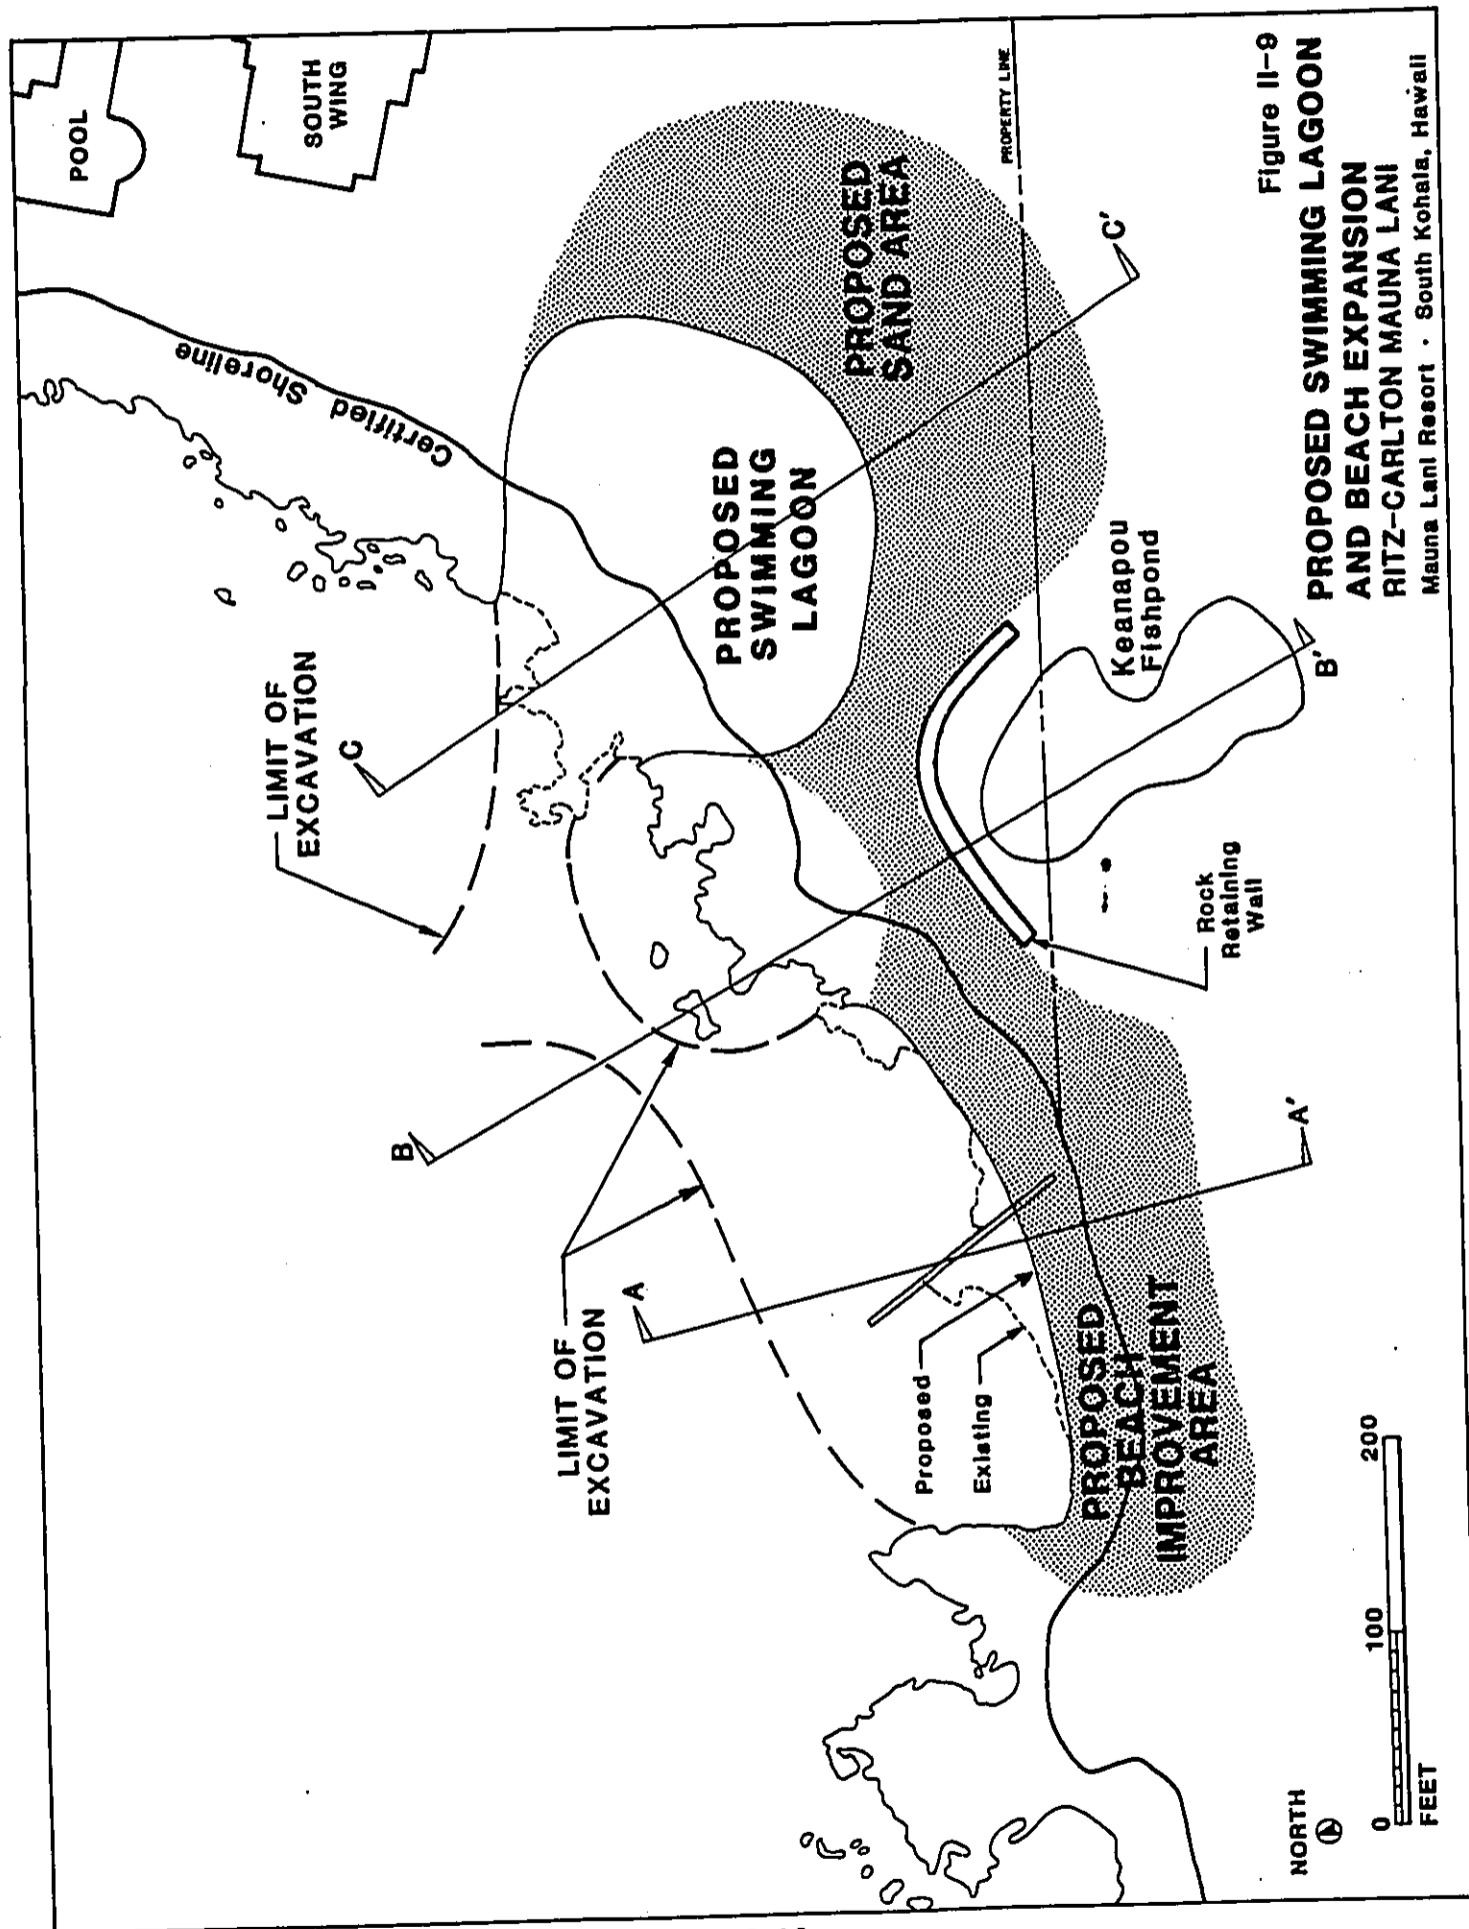 POOL
SOUTH
WING
Certified Shoreline
LIMIT OF
EXCAVATION
C
PROPOSED
SWIMMING
LAGOON
PROPOSED
SAND AREA
PROPERTY LINE
C'
B
LIMIT OF
EXCAVATION
A
Proposed
Existing
PROPOSED
BEACH
IMPROVEMENT
AREA
A'
Rock
Retaining
Wall
Keanapou
Fishpond
B'
NORTH
0 100 200
FEET
Figure II-9
PROPOSED SWIMMING LAGOON
AND BEACH EXPANSION
RITZ-CARLTON MAUNA LANI
Mauna Lani Resort · South Kohala, Hawaii